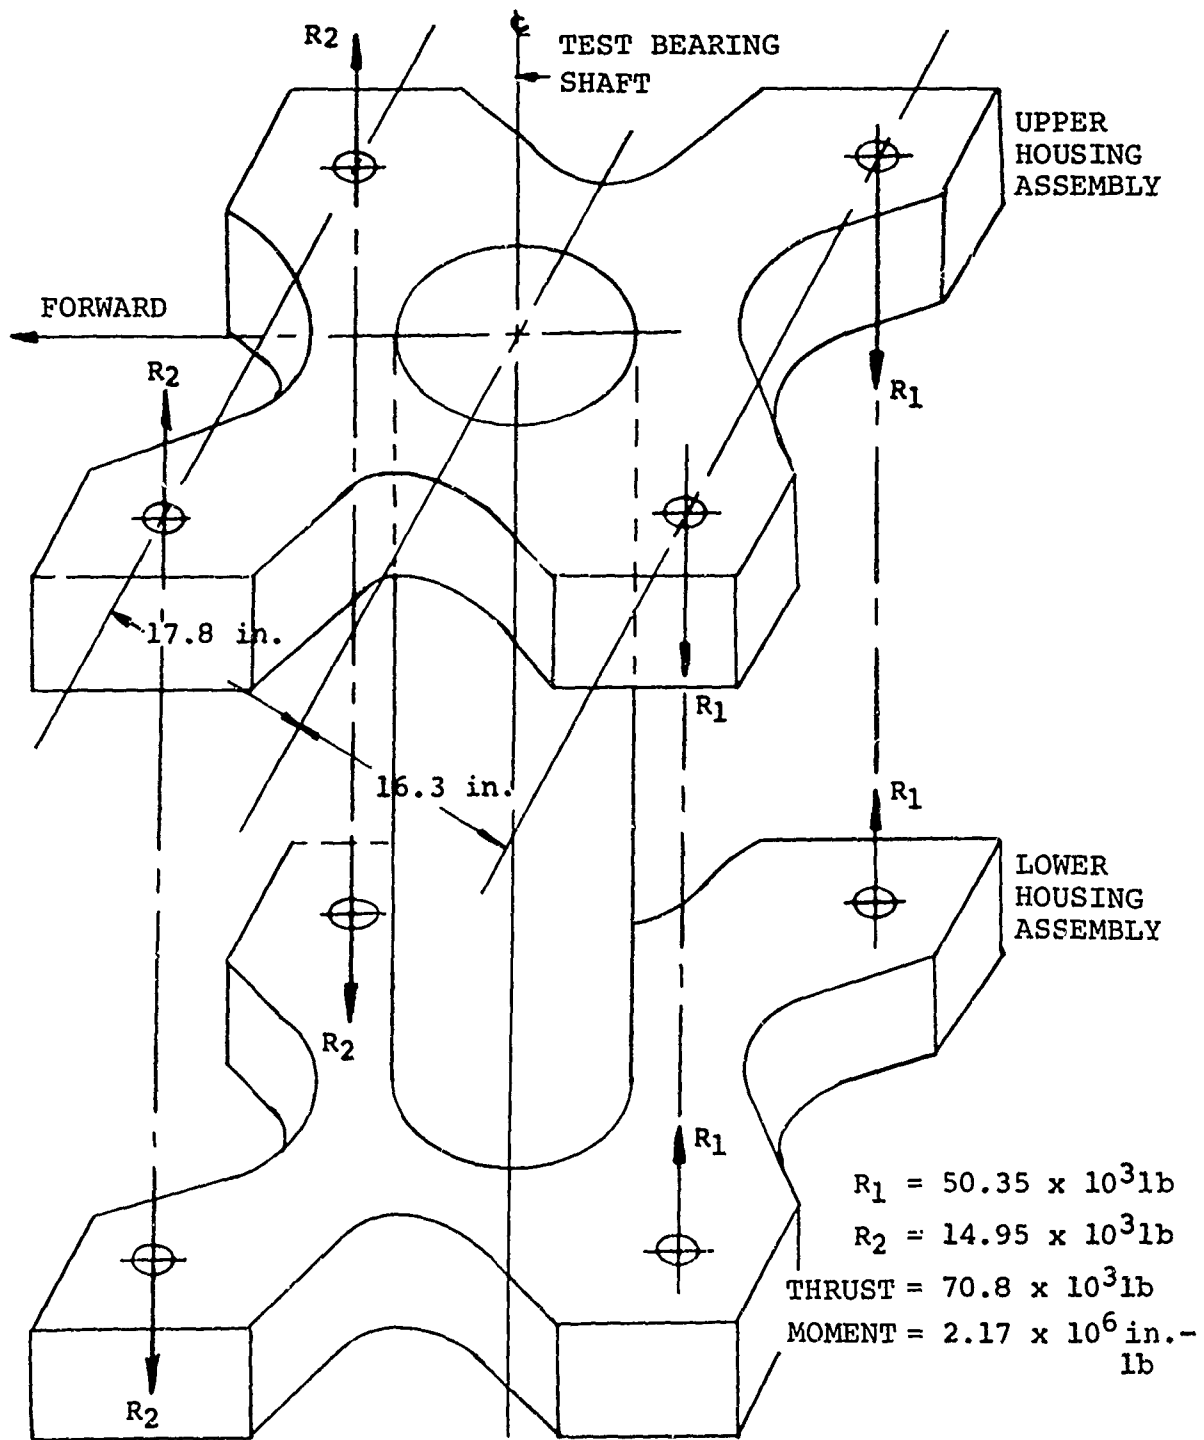 R2
℄
TEST BEARING
SHAFT
UPPER
HOUSING
ASSEMBLY
FORWARD
R2
R1
17.8 in.
R1
16.3 in.
R1
LOWER
HOUSING
ASSEMBLY
R2
R1
R1 = 50.35 x 10³lb
R2 = 14.95 x 10³lb
THRUST = 70.8 x 10³lb
MOMENT = 2.17 x 10⁶ in.-
lb
R2